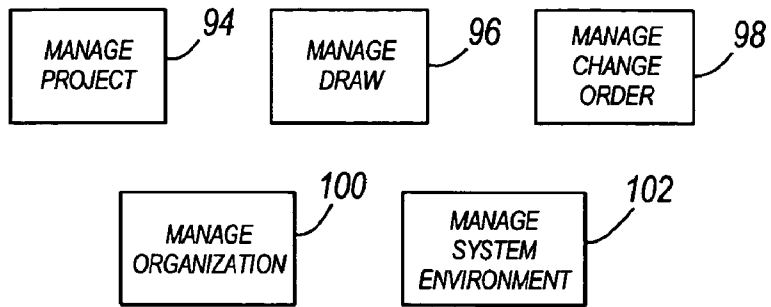 94
MANAGE
PROJECT
96
MANAGE
DRAW
98
MANAGE
CHANGE
ORDER
100
MANAGE
ORGANIZATION
102
MANAGE
SYSTEM
ENVIRONMENT